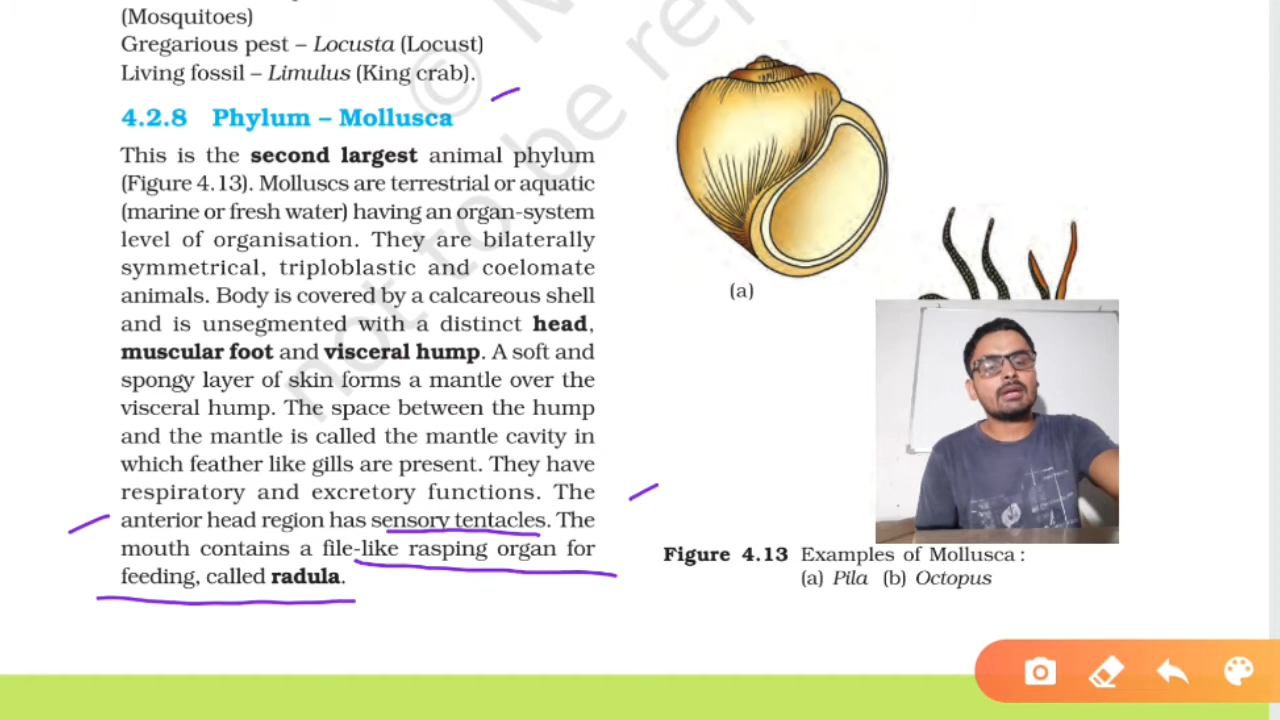 (Mosquitoes)
Gregarious pest – Locusta (Locust)
Living fossil – Limulus (King crab).
4.2.8 Phylum – Mollusca
This is the second largest animal phylum
(Figure 4.13). Molluscs are terrestrial or aquatic
(marine or fresh water) having an organ-system
level of organisation. They are bilaterally
symmetrical, triploblastic and coelomate
animals. Body is covered by a calcareous shell
and is unsegmented with a distinct head,
muscular foot and visceral hump. A soft and
spongy layer of skin forms a mantle over the
visceral hump. The space between the hump
and the mantle is called the mantle cavity in
which feather like gills are present. They have
respiratory and excretory functions. The
anterior head region has sensory tentacles. The
mouth contains a file-like rasping organ for
feeding, called radula.
(a)
Figure 4.13 Examples of Mollusca :
(a) Pila (b) Octopus
© N
not to be re